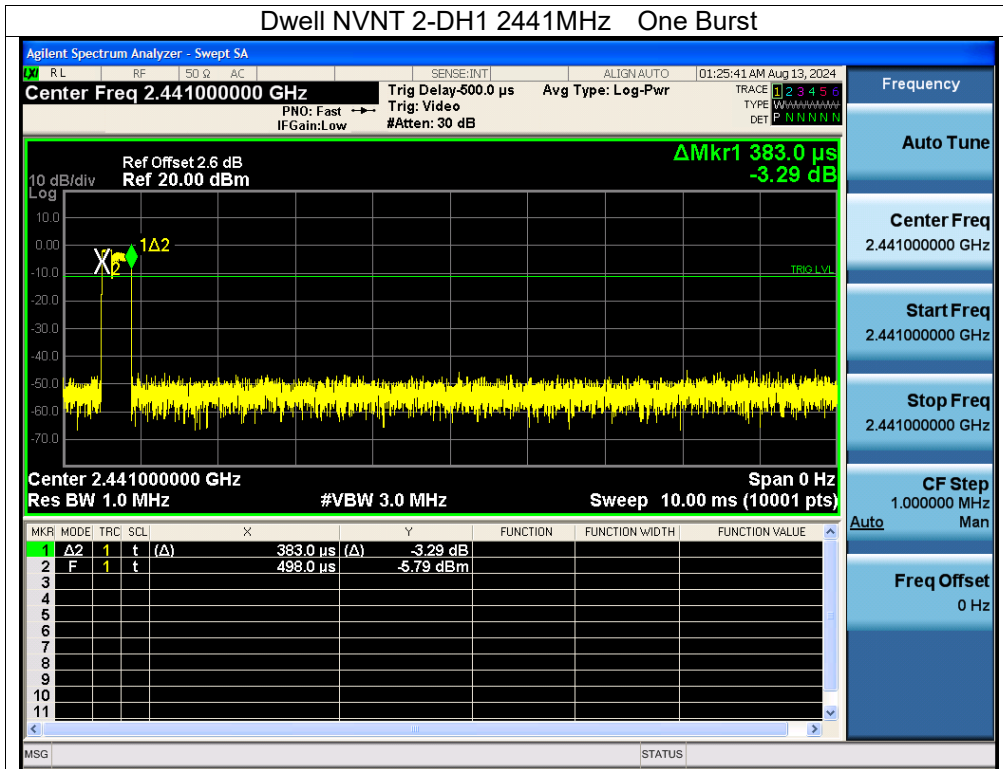 Dwell NVNT 2-DH1 2441MHz One Burst
Agilent Spectrum Analyzer - Swept SA
LXI RL RF 50 Ω AC SENSE:INT ALIGN AUTO 01:25:41 AM Aug 13, 2024
Center Freq 2.441000000 GHz
PNO: Fast
IFGain:Low
Trig Delay-500.0 µs
Trig: Video
#Atten: 30 dB
Avg Type: Log-Pwr
TRACE 1 2 3 4 5 6
TYPE WWWWWWW
DET P N N N N N
Frequency
Auto Tune
Center Freq
2.441000000 GHz
Start Freq
2.441000000 GHz
Stop Freq
2.441000000 GHz
CF Step
1.000000 MHz
Auto Man
Freq Offset
0 Hz
ΔMkr1 383.0 µs
-3.29 dB
Ref Offset 2.6 dB
10 dB/div Ref 20.00 dBm
Log
10.0
0.00
-10.0
-20.0
-30.0
-40.0
-50.0
-60.0
-70.0
1Δ2
2
TRIG LVL
Center 2.441000000 GHz Span 0 Hz
Res BW 1.0 MHz #VBW 3.0 MHz Sweep 10.00 ms (10001 pts)
MKR MODE TRC SCL X Y FUNCTION FUNCTION WIDTH FUNCTION VALUE
1 Δ2 1 t (Δ) 383.0 µs (Δ) -3.29 dB
2 F 1 t 498.0 µs -5.79 dBm
3
4
5
6
7
8
9
10
11
MSG STATUS